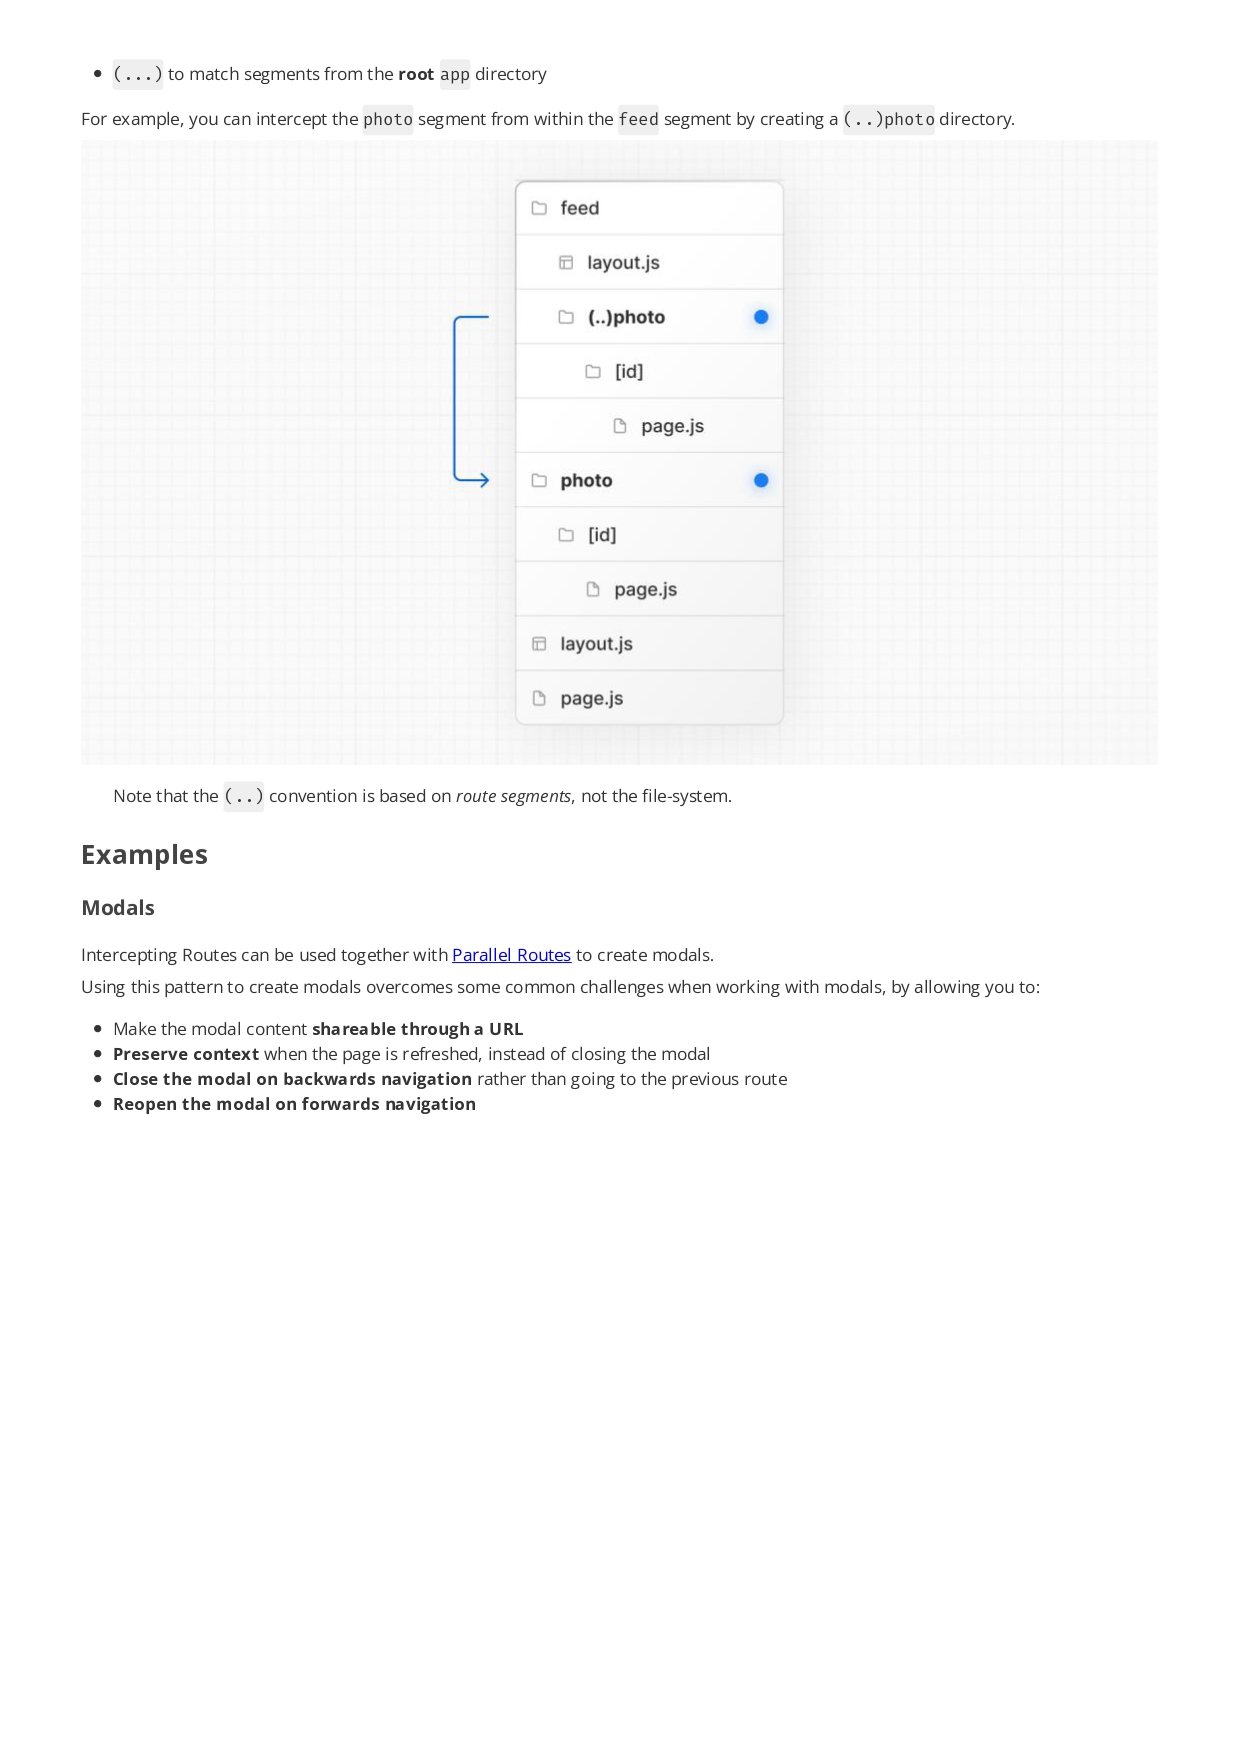 • (...) to match segments from the root app directory
For example, you can intercept the photo segment from within the feed segment by creating a (..)photo directory.
feed
layout.js
(..)photo
[id]
page.js
photo
[id]
page.js
layout.js
page.js
Note that the (..) convention is based on route segments, not the file-system.
Examples
Modals
Intercepting Routes can be used together with Parallel Routes to create modals.
Using this pattern to create modals overcomes some common challenges when working with modals, by allowing you to:
• Make the modal content shareable through a URL
• Preserve context when the page is refreshed, instead of closing the modal
• Close the modal on backwards navigation rather than going to the previous route
• Reopen the modal on forwards navigation